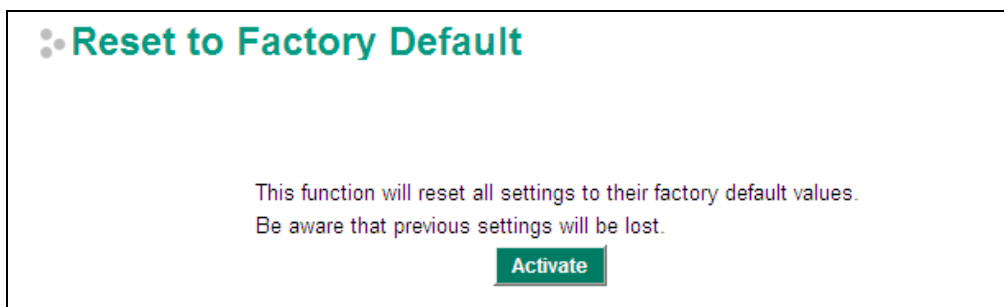 Reset to Factory Default
This function will reset all settings to their factory default values.
Be aware that previous settings will be lost.
Activate